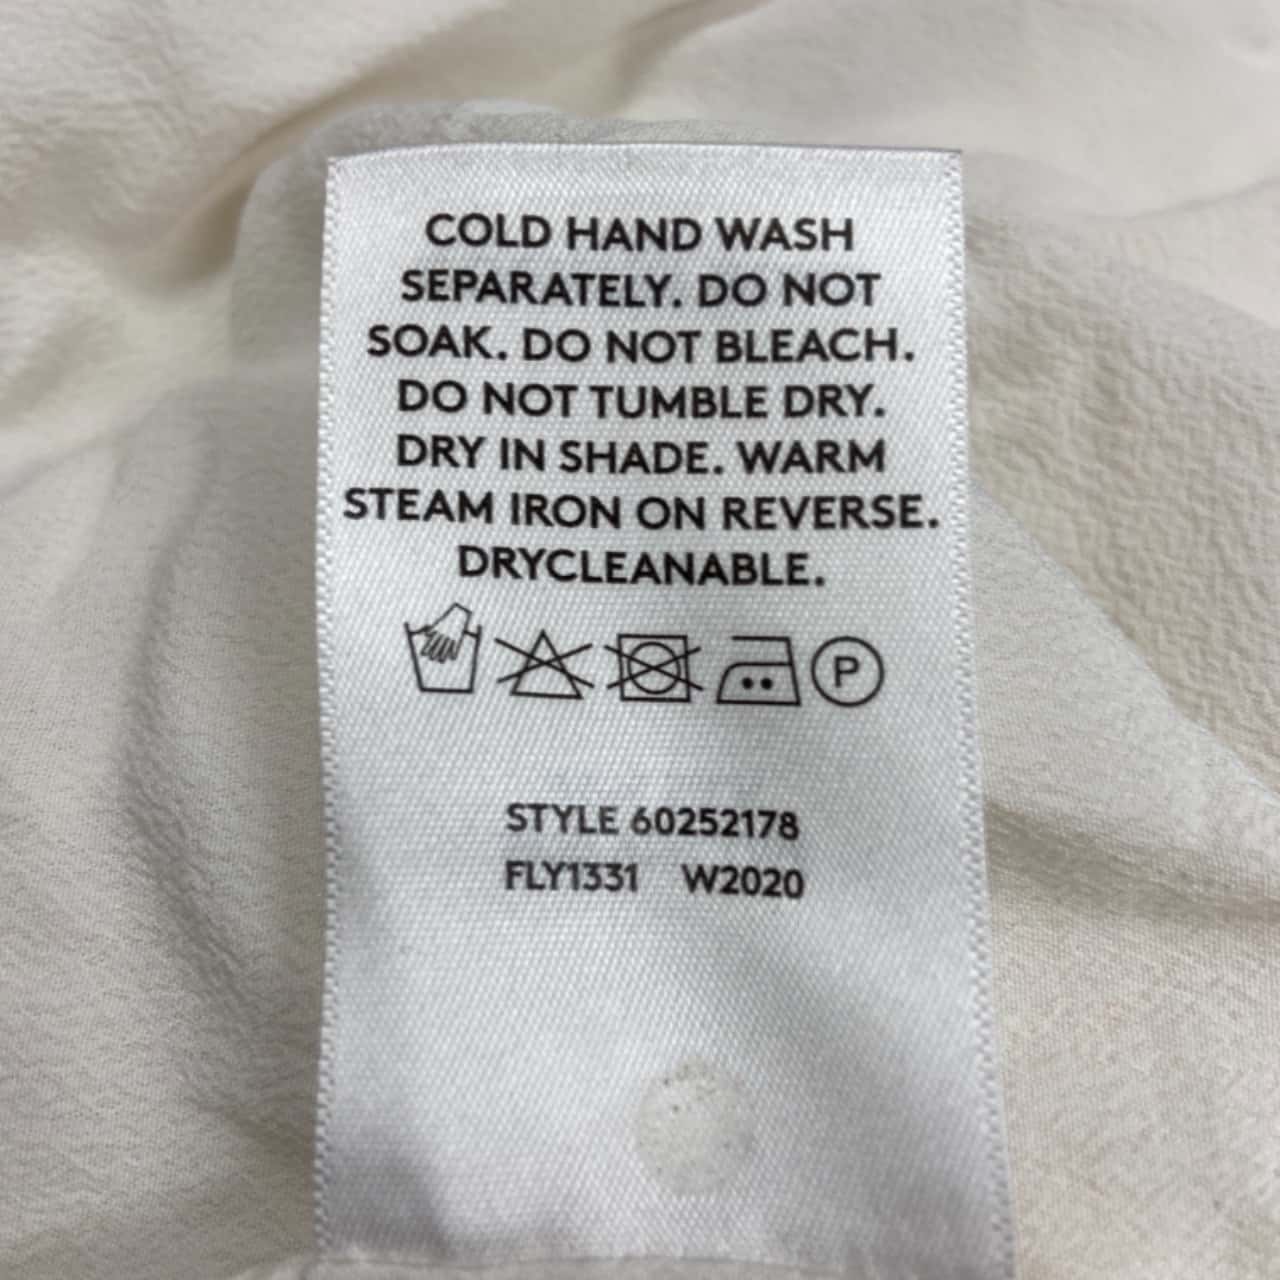 COLD HAND WASH
SEPARATELY. DO NOT
SOAK. DO NOT BLEACH.
DO NOT TUMBLE DRY.
DRY IN SHADE. WARM
STEAM IRON ON REVERSE.
DRYCLEANABLE.
P
STYLE 60252178
FLY1331 W2020